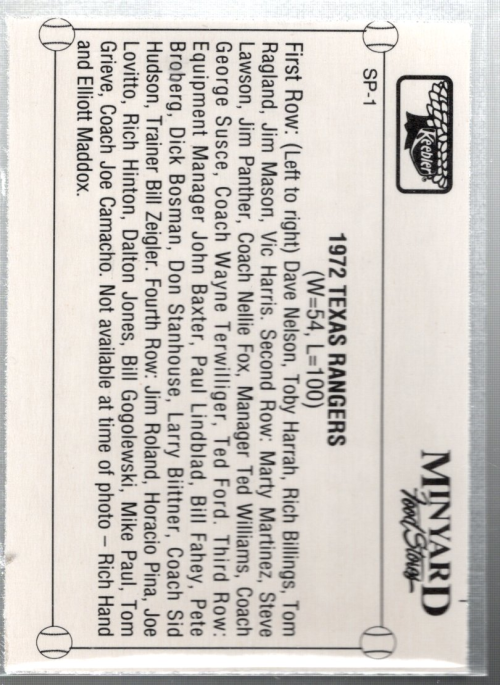 Keebler®
MINYARD
Food Stores
SP-1
1972 TEXAS RANGERS
(W=54, L=100)
First Row: (Left to right) Dave Nelson, Toby Harrah, Rich Billings, Tom
Ragland, Jim Mason, Vic Harris. Second Row: Marty Martinez, Steve
Lawson, Jim Panther, Coach Nellie Fox, Manager Ted Williams, Coach
George Susce, Coach Wayne Terwilliger, Ted Ford. Third Row:
Equipment Manager John Baxter, Paul Lindblad, Bill Fahey, Pete
Broberg, Dick Bosman, Don Stanhouse, Larry Biittner, Coach Sid
Hudson, Trainer Bill Zeigler. Fourth Row: Jim Roland, Horacio Pina, Joe
Lovitto, Rich Hinton, Dalton Jones, Bill Gogolewski, Mike Paul, Tom
Grieve, Coach Joe Camacho. Not available at time of photo – Rich Hand
and Elliott Maddox.